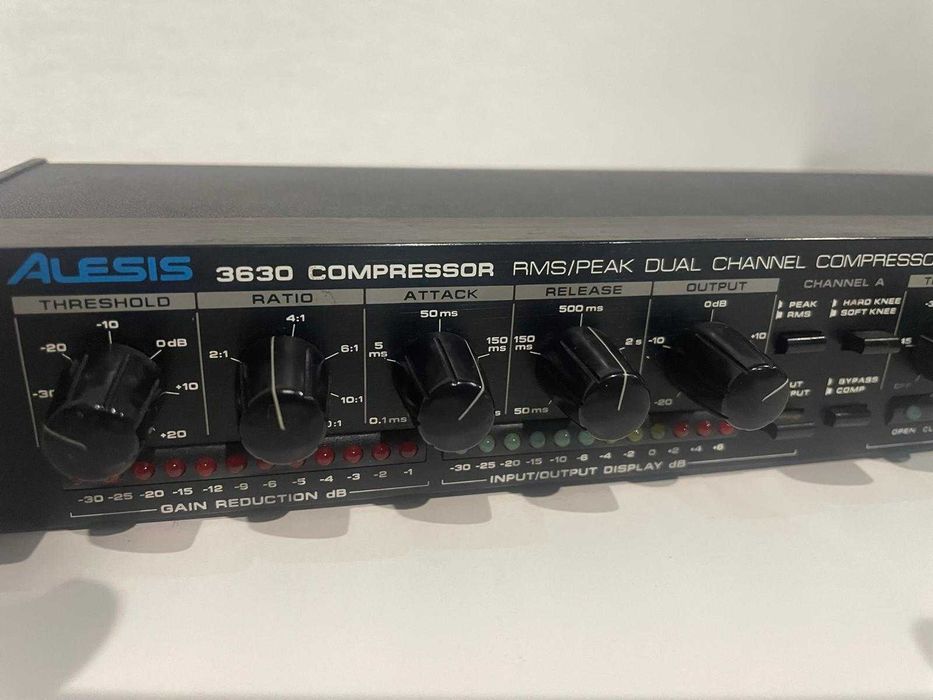 ALESIS 3630 COMPRESSOR RMS/PEAK DUAL CHANNEL COMPRESSO
THRESHOLD
-30
-20
-10
0dB
+10
+20
RATIO
2:1
4:1
6:1
10:1
ATTACK
0.1 ms
5 ms
50 ms
150 ms
RELEASE
50 ms
150 ms
500 ms
2 s
OUTPUT
-20
-10
0dB
+10
CHANNEL A
PEAK
RMS
HARD KNEE
SOFT KNEE
BYPASS
COMP
OPEN
-30 -25 -20 -15 -12 -9 -6 -5 -4 -3 -2 -1
GAIN REDUCTION dB
-30 -25 -20 -15 -10 -6 -4 -2 0 +2 +4 +6
INPUT/OUTPUT DISPLAY dB